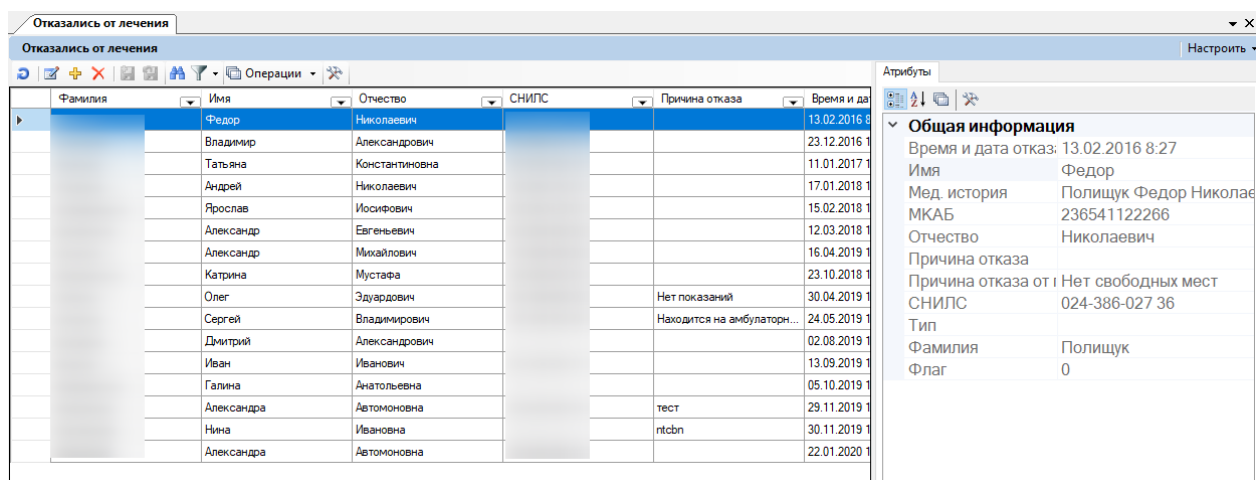 Отказались от лечения
Отказались от лечения
Настроить
Операции
Фамилия Имя Отчество СНИЛС Причина отказа Время и да
Федор Николаевич 13.02.2016 8
Владимир Александрович 23.12.2016 1
Татьяна Константиновна 11.01.2017 1
Андрей Николаевич 17.01.2018 1
Ярослав Иосифович 15.02.2018 1
Александр Евгеньевич 12.03.2018 1
Александр Михайлович 16.04.2019 1
Катрина Мустафа 23.10.2018 1
Олег Эдуардович Нет показаний 30.04.2019 1
Сергей Владимирович Находится на амбулаторн... 24.05.2019 1
Дмитрий Александрович 02.08.2019 1
Иван Иванович 13.09.2019 1
Галина Анатольевна 05.10.2019 1
Александра Автомоновна тест 29.11.2019 1
Нина Ивановна ntcbn 30.11.2019 1
Александра Автомоновна 22.01.2020 1
Атрибуты
Общая информация
Время и дата отказа 13.02.2016 8:27
Имя Федор
Мед. история Полищук Федор Николае
МКАБ 236541122266
Отчество Николаевич
Причина отказа
Причина отказа от Нет свободных мест
СНИЛС 024-386-027 36
Тип
Фамилия Полищук
Флаг 0